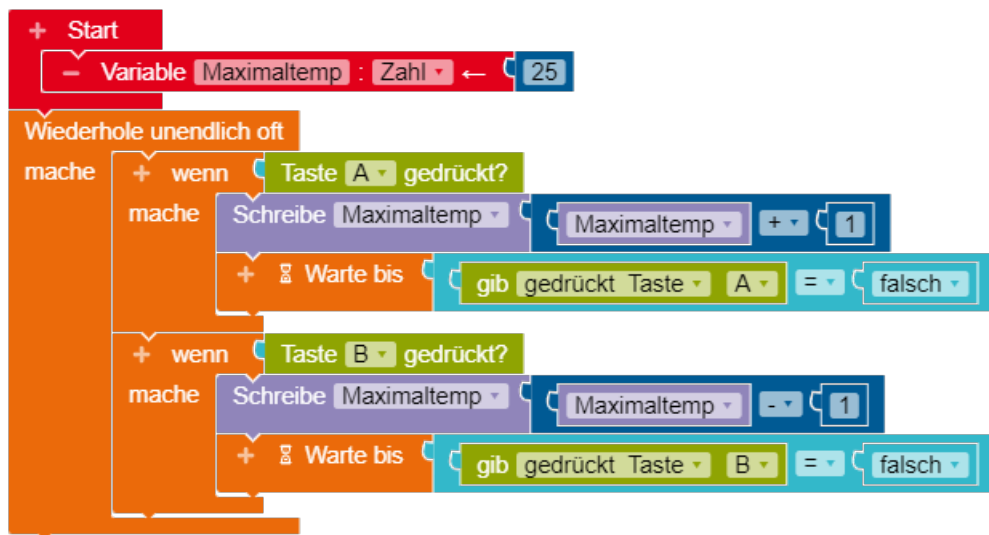 + Start
− Variable Maximaltemp : Zahl ← 25
Wiederhole unendlich oft
mache + wenn Taste A gedrückt?
mache Schreibe Maximaltemp Maximaltemp + 1
+ Warte bis gib gedrückt Taste A = falsch
+ wenn Taste B gedrückt?
mache Schreibe Maximaltemp Maximaltemp - 1
+ Warte bis gib gedrückt Taste B = falsch